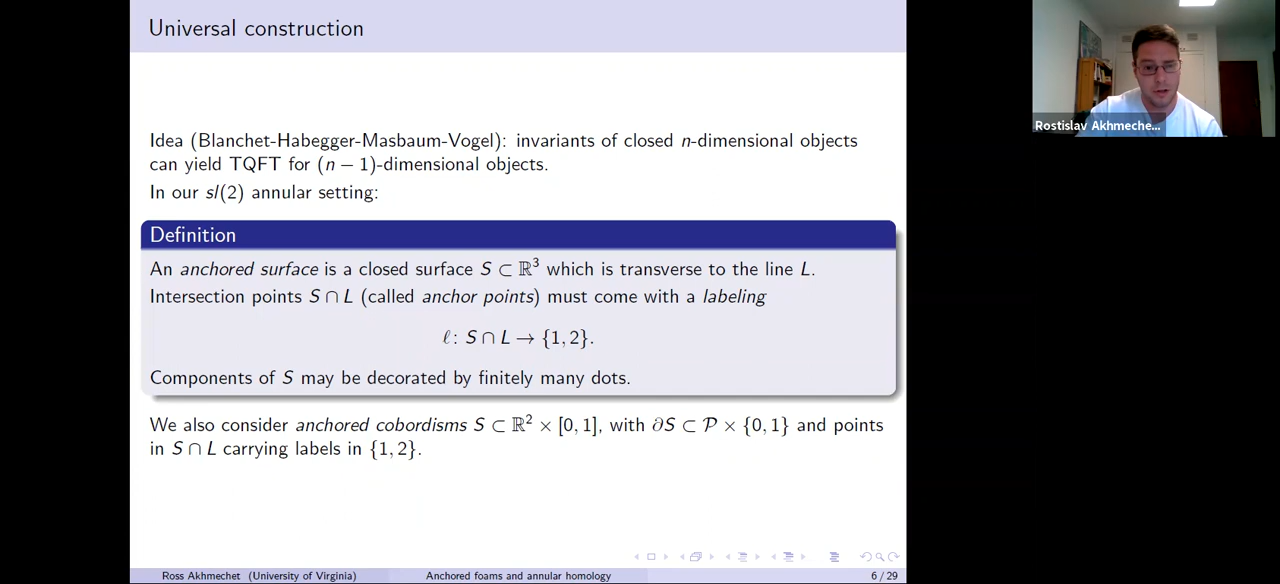 Universal construction
Rostislav Akhmeche...
Idea (Blanchet-Habegger-Masbaum-Vogel): invariants of closed n-dimensional objects
can yield TQFT for (n − 1)-dimensional objects.
In our sl(2) annular setting:
Definition
An anchored surface is a closed surface S ⊂ ℝ³ which is transverse to the line L.
Intersection points S ∩ L (called anchor points) must come with a labeling
ℓ: S ∩ L → {1, 2}.
Components of S may be decorated by finitely many dots.
We also consider anchored cobordisms S ⊂ ℝ² × [0, 1], with ∂S ⊂ 𝒫 × {0, 1} and points
in S ∩ L carrying labels in {1, 2}.
Ross Akhmechet (University of Virginia) Anchored foams and annular homology 6 / 29